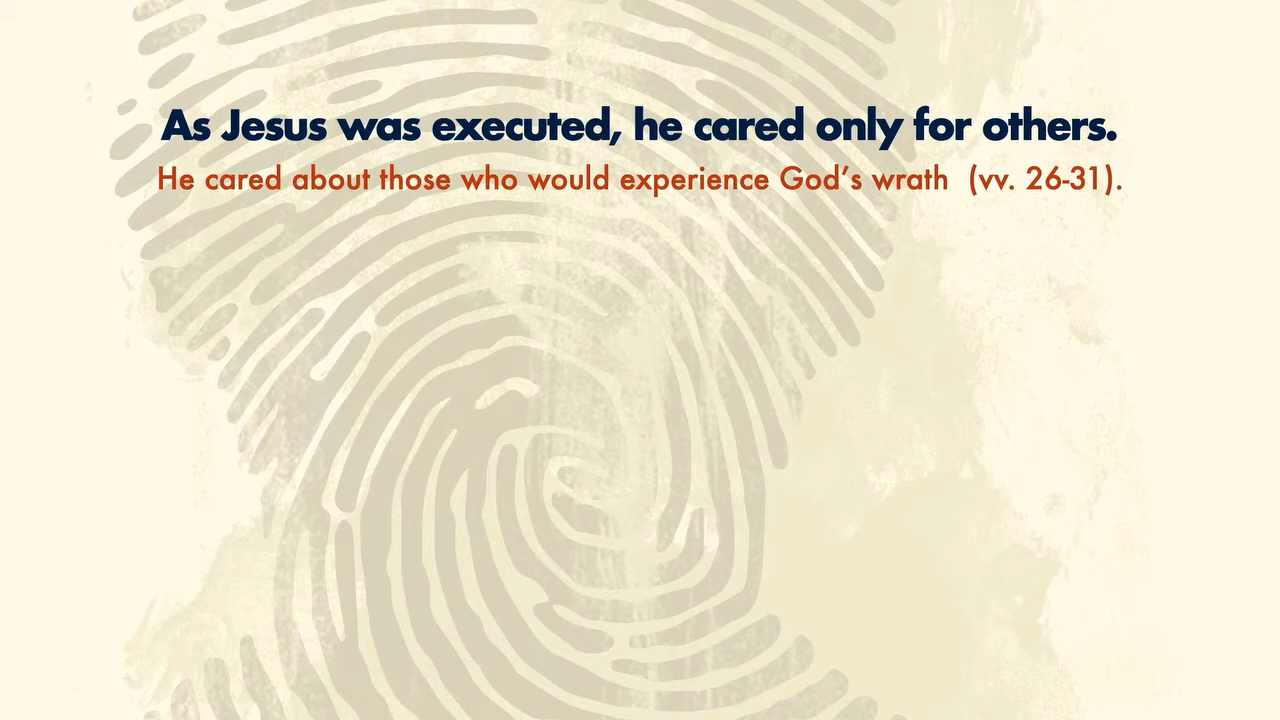 As Jesus was executed, he cared only for others.
He cared about those who would experience God’s wrath  (vv. 26-31).